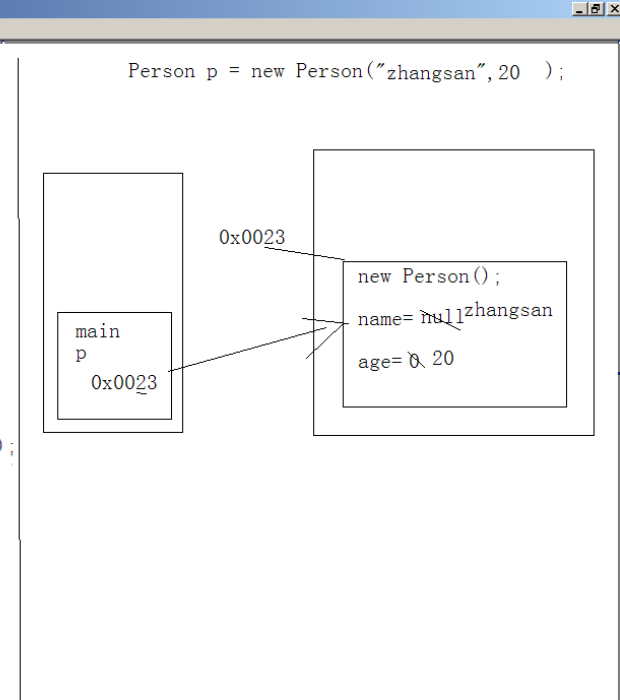 Person p = new Person("zhangsan",20 );
0x0023
new Person();
name= null zhangsan
age= 0 20
main
p
0x0023
);